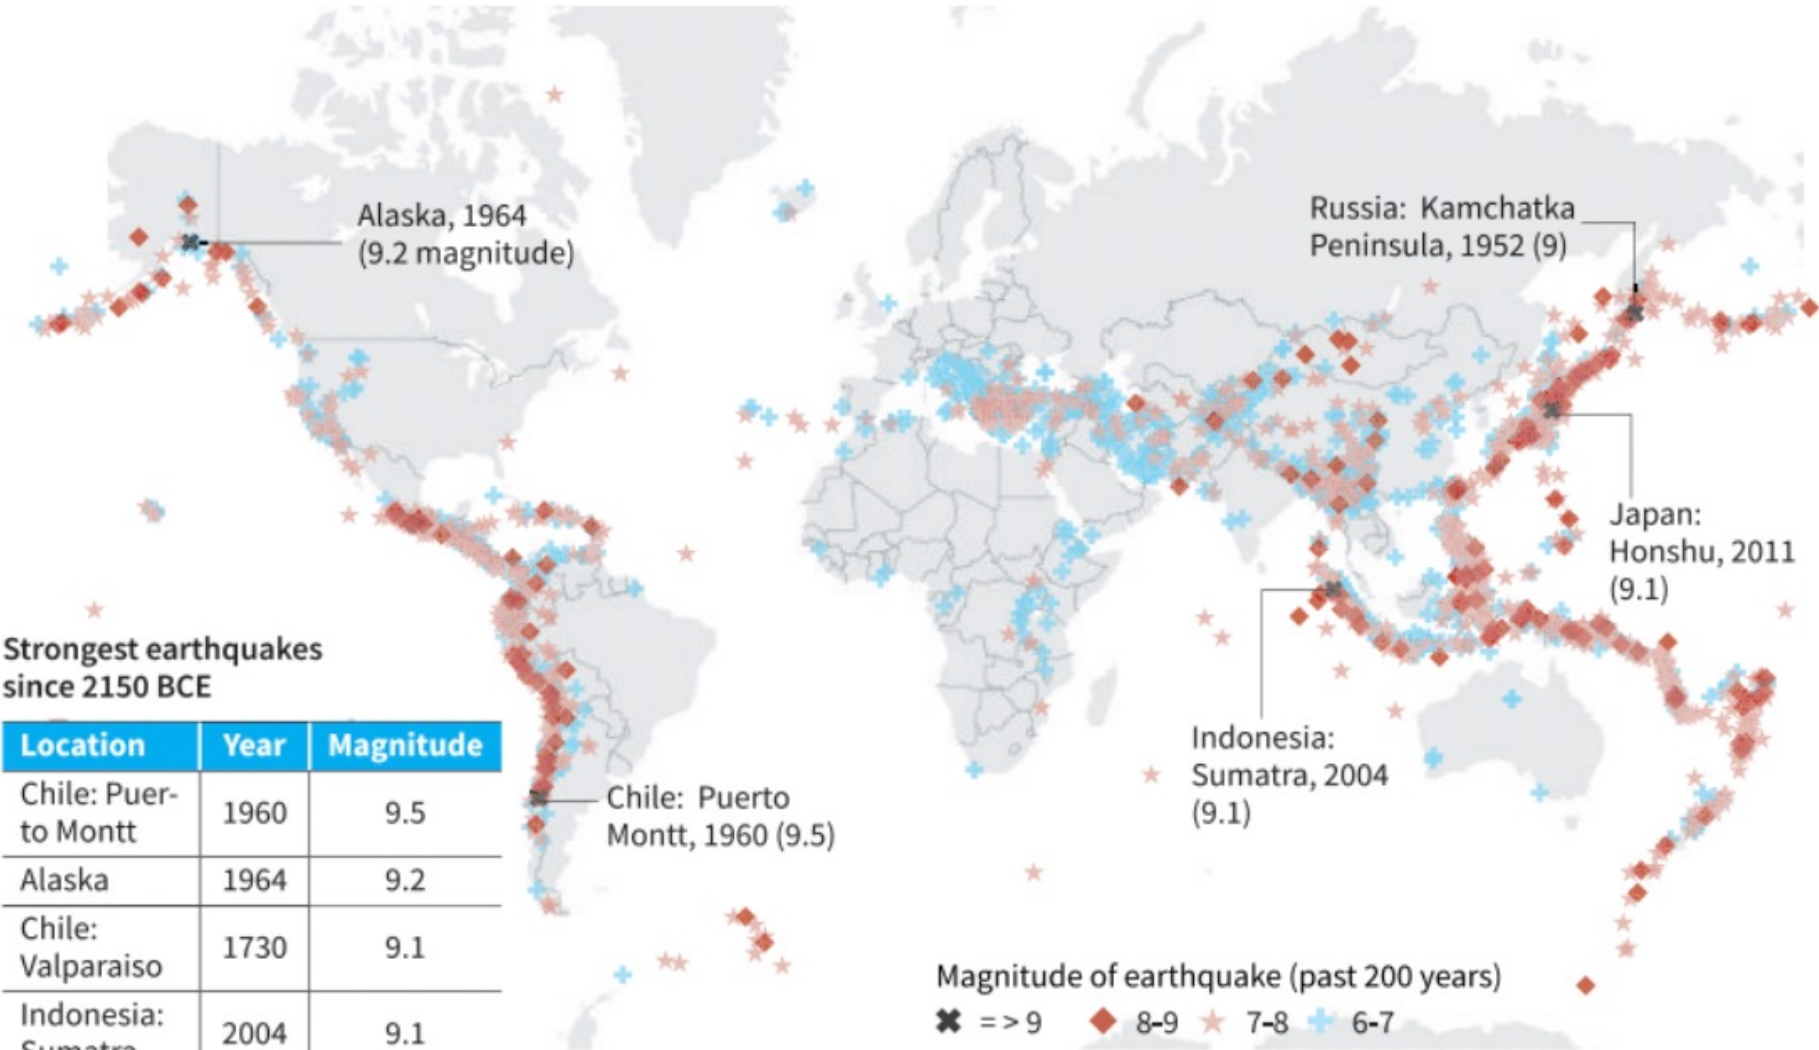 Alaska, 1964
(9.2 magnitude)
Russia: Kamchatka
Peninsula, 1952 (9)
Japan:
Honshu, 2011
(9.1)
Indonesia:
Sumatra, 2004
(9.1)
Chile: Puerto
Montt, 1960 (9.5)
Strongest earthquakes
since 2150 BCE
Location Year Magnitude
Chile: Puer-
to Montt
1960 9.5
Alaska 1964 9.2
Chile:
Valparaiso
1730 9.1
Indonesia:
Sumatra
2004 9.1
Magnitude of earthquake (past 200 years)
=> 9 8-9 7-8 6-7